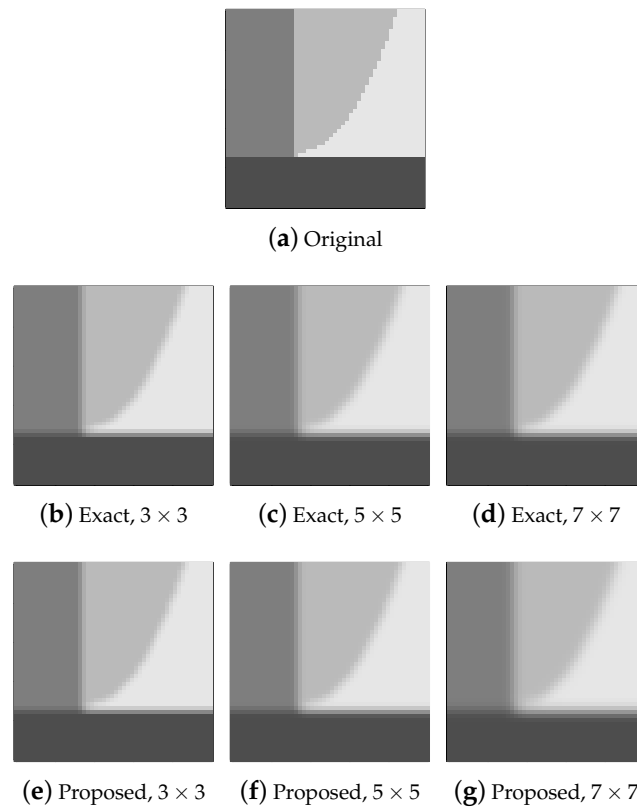 (a) Original
(b) Exact, 3 × 3
(c) Exact, 5 × 5
(d) Exact, 7 × 7
(e) Proposed, 3 × 3
(f) Proposed, 5 × 5
(g) Proposed, 7 × 7